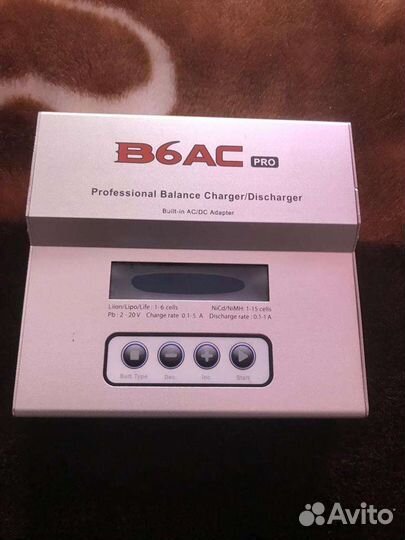 B6AC PRO
Professional Balance Charger/Discharger
Built-in AC/DC Adapter
Liion/Lipo/Life: 1-6 cells NiCd/NiMH: 1-15 cells
Pb: 2 - 20V Charge rate: 0.1-5 A Discharge rate: 0.1-1 A
Batt. Type Dec. Inc. Start
Avito